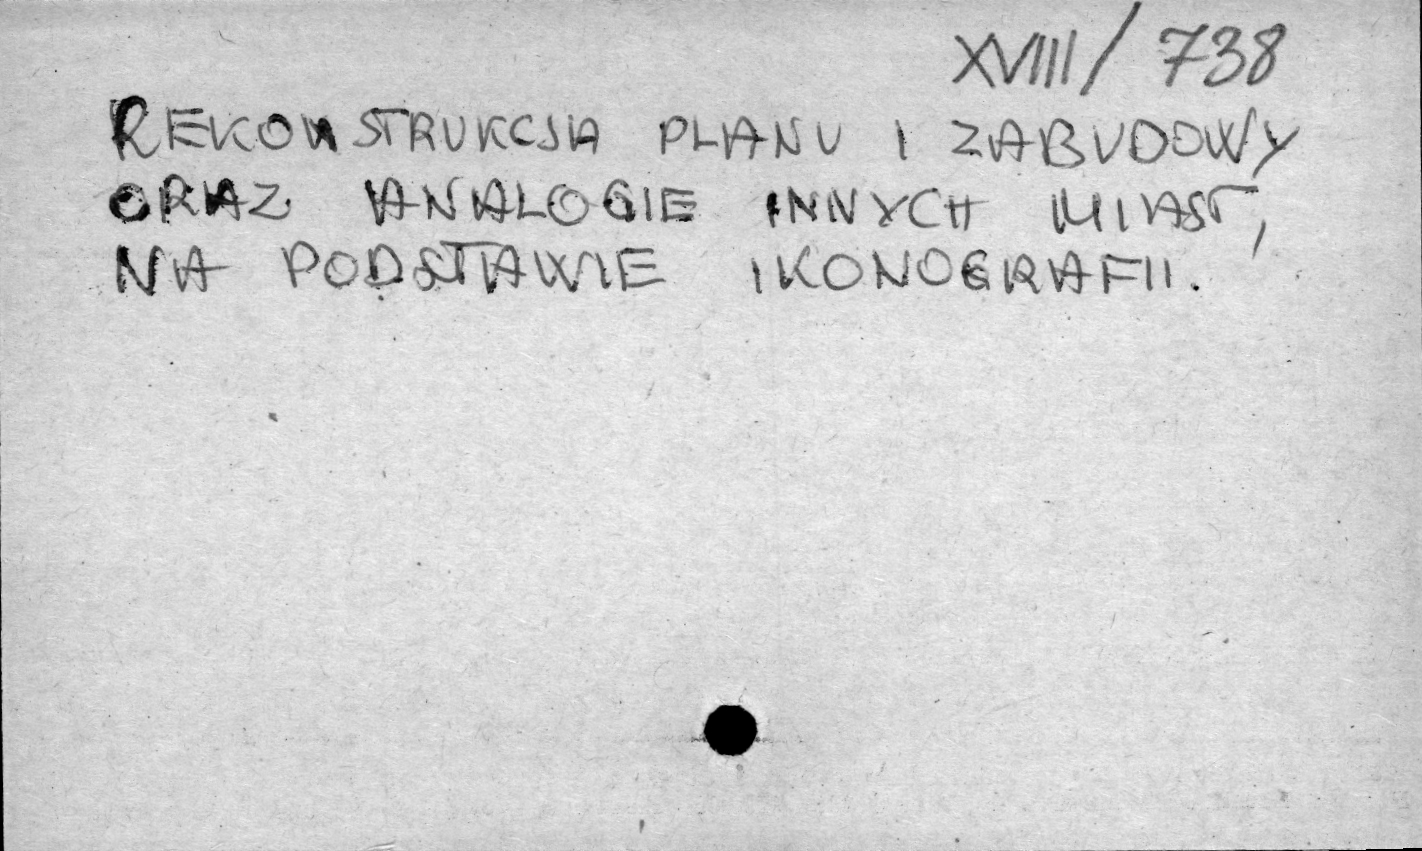 XVIII/738
REKONSTRUKCJA PLANU I ZABUDOWY
ORAZ ANALOGIE INNYCH MIAST,
NA PODSTAWIE IKONOGRAFII.